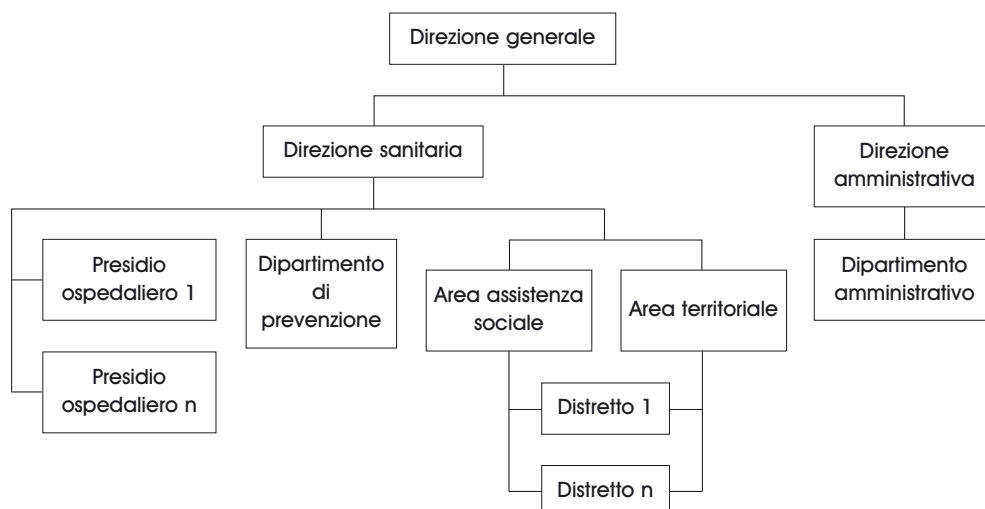 Direzione generale
Direzione sanitaria
Direzione
amministrativa
Presidio
ospedaliero 1
Dipartimento
di
prevenzione
Area assistenza
sociale
Area territoriale
Dipartimento
amministrativo
Presidio
ospedaliero n
Distretto 1
Distretto n